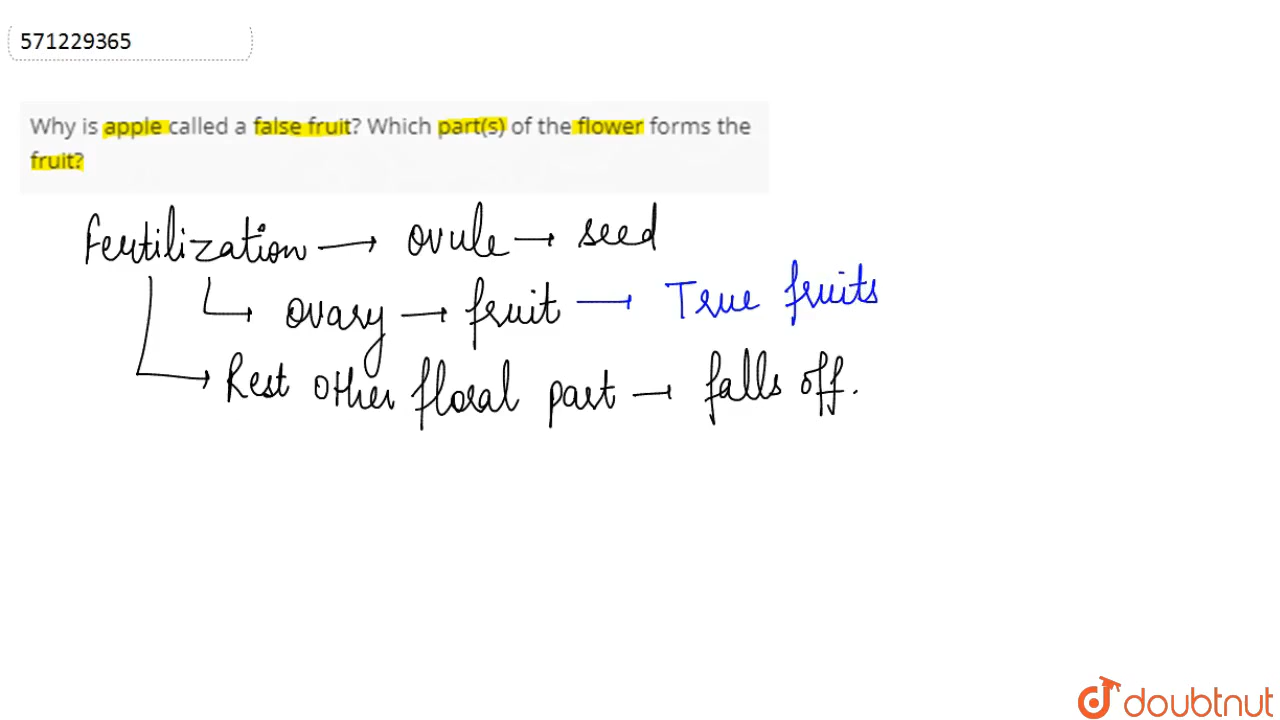 571229365
Why is apple called a false fruit? Which part(s) of the flower forms the
fruit?
Fertilization → ovule → seed
↳ ovary → fruit → True fruits
↳ Rest other floral part → falls off.
doubtnut